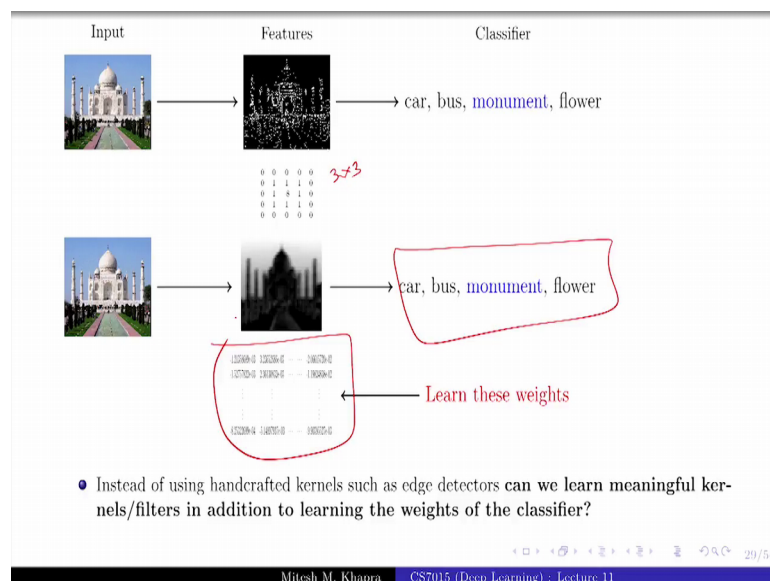 Input Features Classifier
car, bus, monument, flower
0 0 0 0 0
0 1 1 1 0
0 1 8 1 0
0 1 1 1 0
0 0 0 0 0
3×3
car, bus, monument, flower
Learn these weights
Instead of using handcrafted kernels such as edge detectors can we learn meaningful ker-
nels/filters in addition to learning the weights of the classifier?
29/5
Mitesh M. Khapra CS7015 (Deep Learning) : Lecture 11